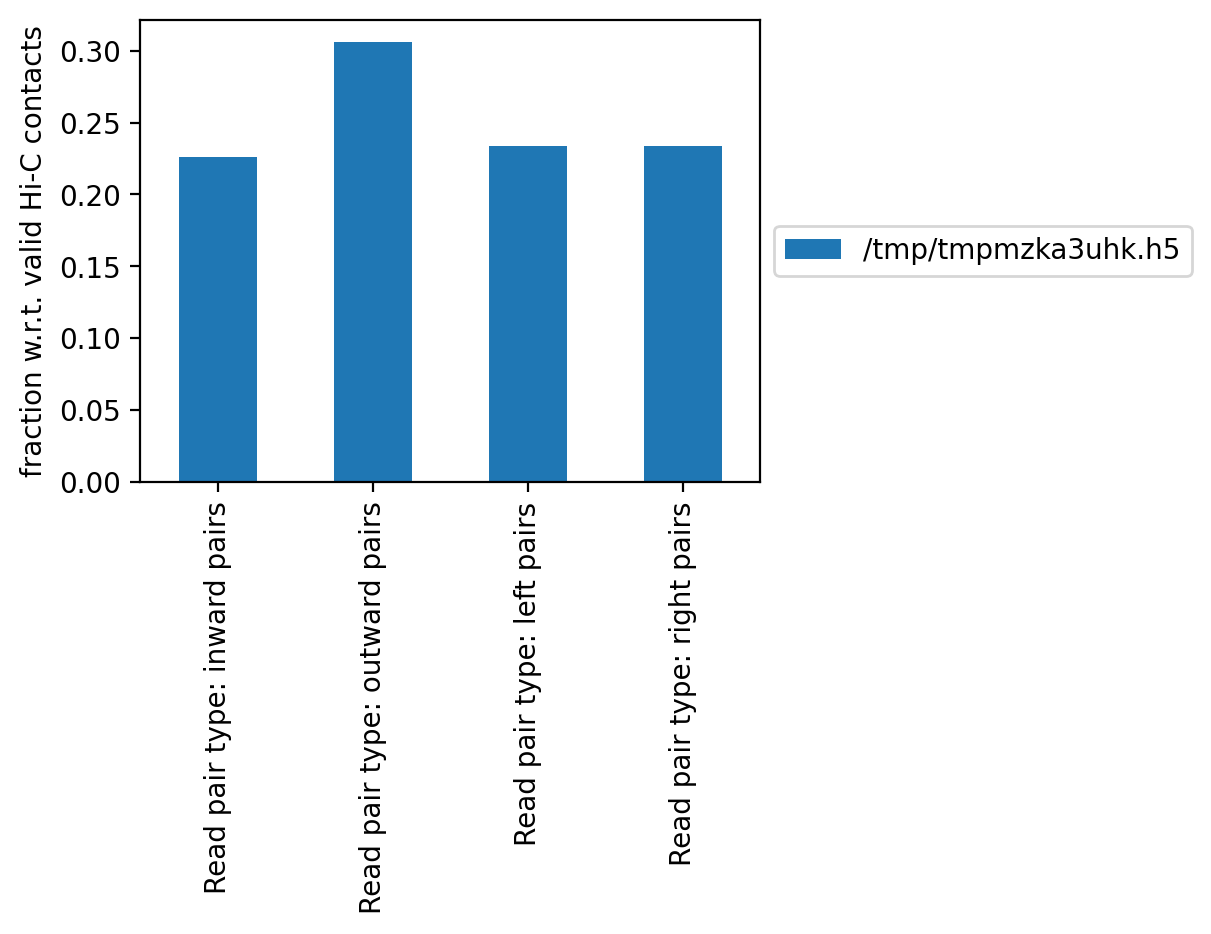 fraction w.r.t. valid Hi-C contacts
0.30
0.25
0.20
0.15
0.10
0.05
0.00
Read pair type: inward pairs
Read pair type: outward pairs
Read pair type: left pairs
Read pair type: right pairs
/tmp/tmpmzka3uhk.h5